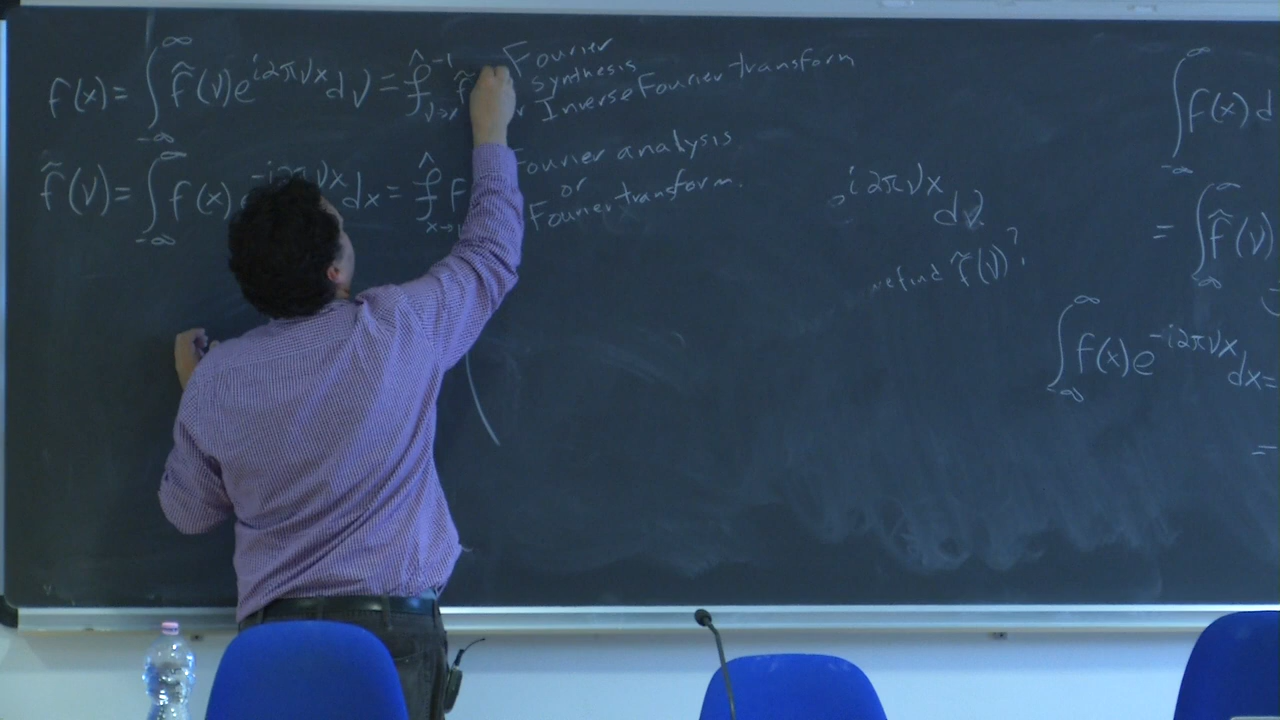 f(x) = ∫_{-∞}^{∞} f̃(ν) e^{i2πνx} dν = 𝓕̂^{-1}_{ν→x} f̃
Fourier
synthesis
Inverse Fourier transform
f̃(ν) = ∫_{-∞}^{∞} f(x) e^{-i2πνx} dx = 𝓕̂_{x→
Fourier analysis
or
Fourier transform.
e^{i2πνx} dν
we find f̃(ν)?
∫_{-∞}^{∞} f(x) d
= ∫_{-∞}^{∞} f̃(ν)
∫_{-∞}^{∞} f(x) e^{-i2πνx} dx =
=